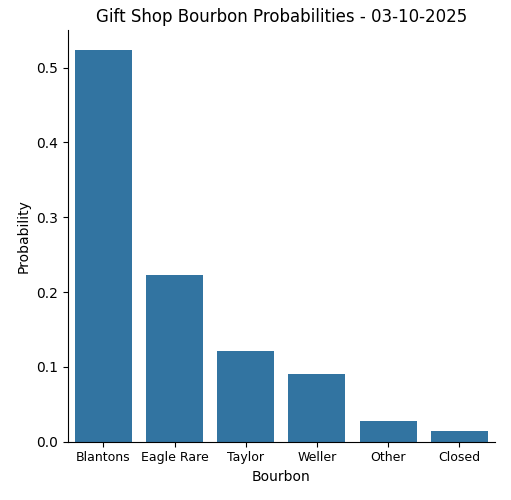 Gift Shop Bourbon Probabilities - 03-10-2025
Probability
0.5
0.4
0.3
0.2
0.1
0.0
Blantons Eagle Rare Taylor Weller Other Closed
Bourbon